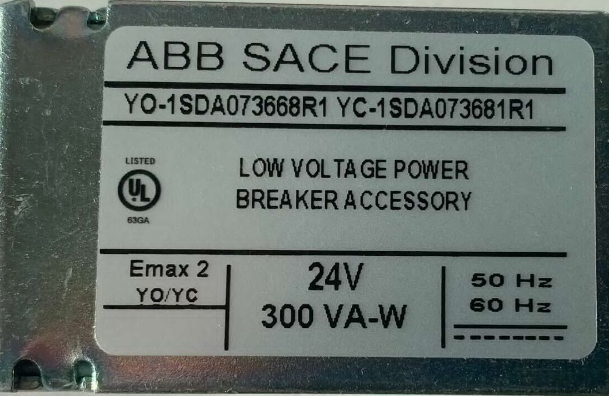 ABB SACE Division
YO-1SDA073668R1 YC-1SDA073681R1
LISTED
UL
63GA
LOW VOLTAGE POWER
BREAKER ACCESSORY
Emax 2
YO/YC
24V
300 VA-W
50 Hz
60 Hz